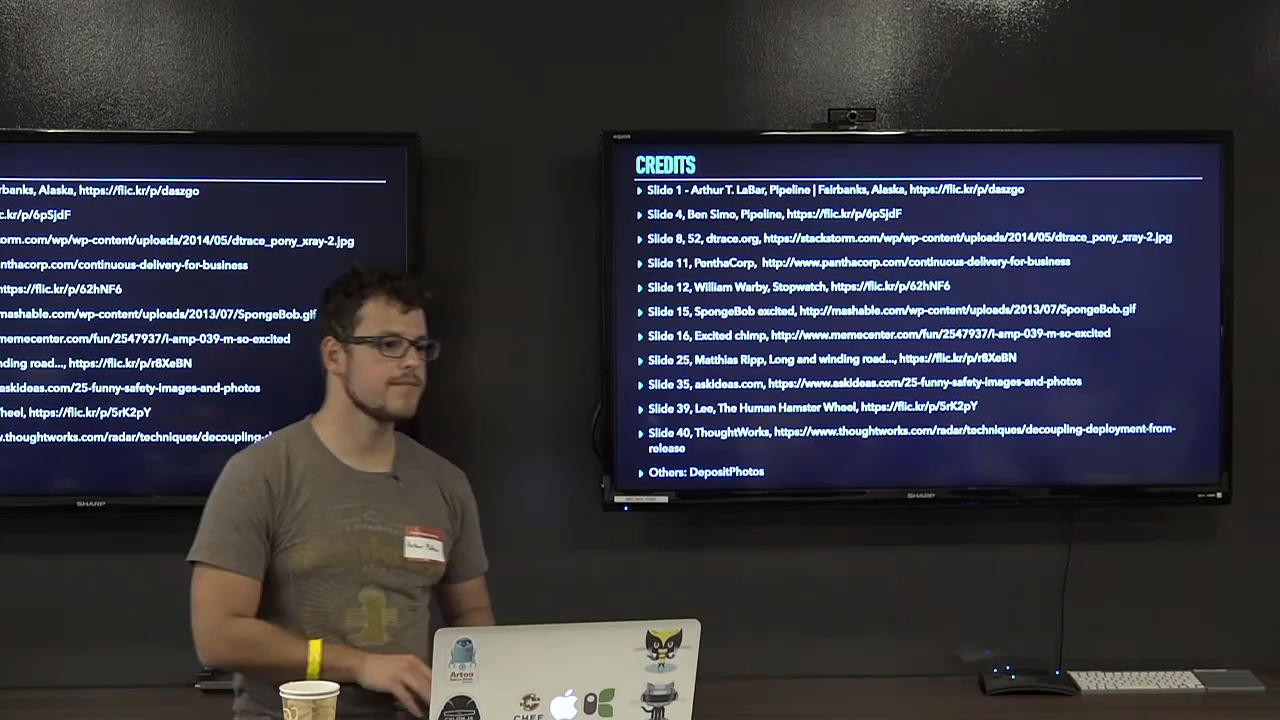 rbanks, Alaska, https://flic.kr/p/daszgo
c.kr/p/6pSjdF
torm.com/wp/wp-content/uploads/2014/05/dtrace_pony_xray-2.jpg
nthacorp.com/continuous-delivery-for-business
https://flic.kr/p/62hNF6
mashable.com/wp-content/uploads/2013/07/SpongeBob.gif
memecenter.com/fun/2547937/i-amp-039-m-so-excited
nding road..., https://flic.kr/p/r8XeBN
askideas.com/25-funny-safety-images-and-photos
heel, https://flic.kr/p/5rK2pY
w.thoughtworks.com/radar/techniques/decoupling-d
SHARP
AQUOS
CREDITS
Slide 1 - Arthur T. LaBar, Pipeline | Fairbanks, Alaska, https://flic.kr/p/daszgo
Slide 4, Ben Simo, Pipeline, https://flic.kr/p/6pSjdF
Slide 8, 52, dtrace.org, https://stackstorm.com/wp/wp-content/uploads/2014/05/dtrace_pony_xray-2.jpg
Slide 11, PenthaCorp, http://www.panthacorp.com/continuous-delivery-for-business
Slide 12, William Warby, Stopwatch, https://flic.kr/p/62hNF6
Slide 15, SpongeBob excited, http://mashable.com/wp-content/uploads/2013/07/SpongeBob.gif
Slide 16, Excited chimp, http://www.memecenter.com/fun/2547937/i-amp-039-m-so-excited
Slide 25, Matthias Ripp, Long and winding road..., https://flic.kr/p/r8XeBN
Slide 35, askideas.com, https://www.askideas.com/25-funny-safety-images-and-photos
Slide 39, Lee, The Human Hamster Wheel, https://flic.kr/p/5rK2pY
Slide 40, ThoughtWorks, https://www.thoughtworks.com/radar/techniques/decoupling-deployment-from-
release
Others: DepositPhotos
SHARP
Artoo
CYLON.JS
CHEF